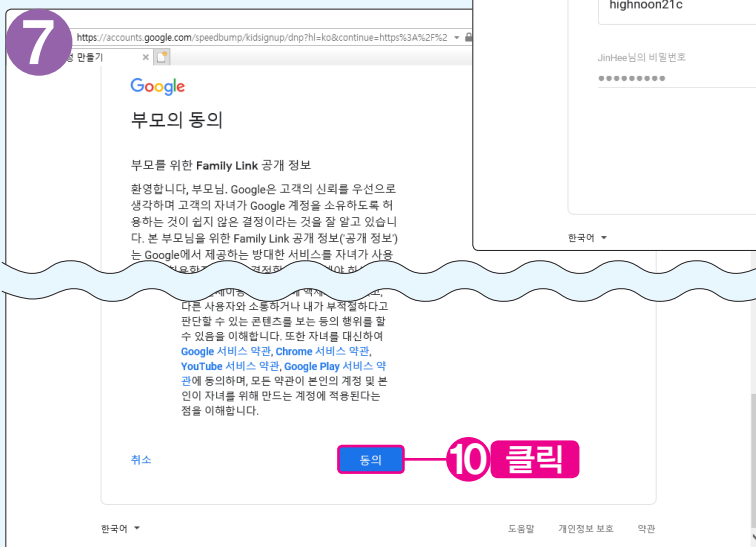 7
https://accounts.google.com/speedbump/kidsignup/dnp?hl=ko&continue=https%3A%2F%2
만들기
Google
부모의 동의
부모를 위한 Family Link 공개 정보
환영합니다, 부모님. Google은 고객의 신뢰를 우선으로
생각하며 고객의 자녀가 Google 계정을 소유하도록 허
용하는 것이 쉽지 않은 결정이라는 것을 잘 알고 있습니
다. 본 부모님을 위한 Family Link 공개 정보('공개 정보')
는 Google에서 제공하는 방대한 서비스를 자녀가 사용
다른 사용자와 소통하거나 내가 부적절하다고
판단할 수 있는 콘텐츠를 보는 등의 행위를 할
수 있음을 이해합니다. 또한 자녀를 대신하여
Google 서비스 약관, Chrome 서비스 약관,
YouTube 서비스 약관, Google Play 서비스 약
관에 동의하며, 모든 약관이 본인의 계정 및 본
인이 자녀를 위해 만드는 계정에 적용된다는
점을 이해합니다.
취소
동의
10 클릭
한국어
도움말 개인정보 보호 약관
highnoon21c
JinHee님의 비밀번호
●●●●●●●●●
한국어